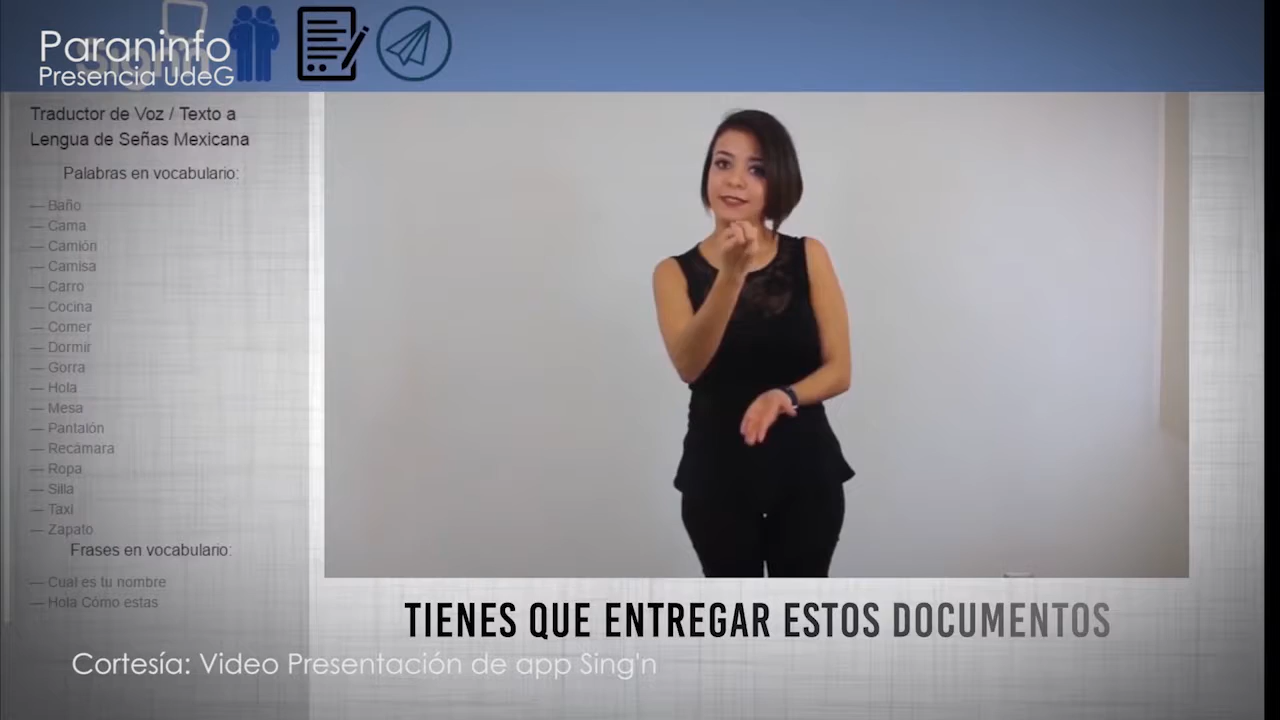 Paraninfo
Presencia UdeG
Traductor de Voz / Texto a
Lengua de Señas Mexicana
Palabras en vocabulario:
— Baño
— Cama
— Camión
— Camisa
— Carro
— Cocina
— Comer
— Dormir
— Gorra
— Hola
— Mesa
— Pantalón
— Recámara
— Ropa
— Silla
— Taxi
— Zapato
Frases en vocabulario:
— Cual es tu nombre
— Hola Cómo estas
TIENES QUE ENTREGAR ESTOS DOCUMENTOS
Cortesía: Video Presentación de app Sing'n